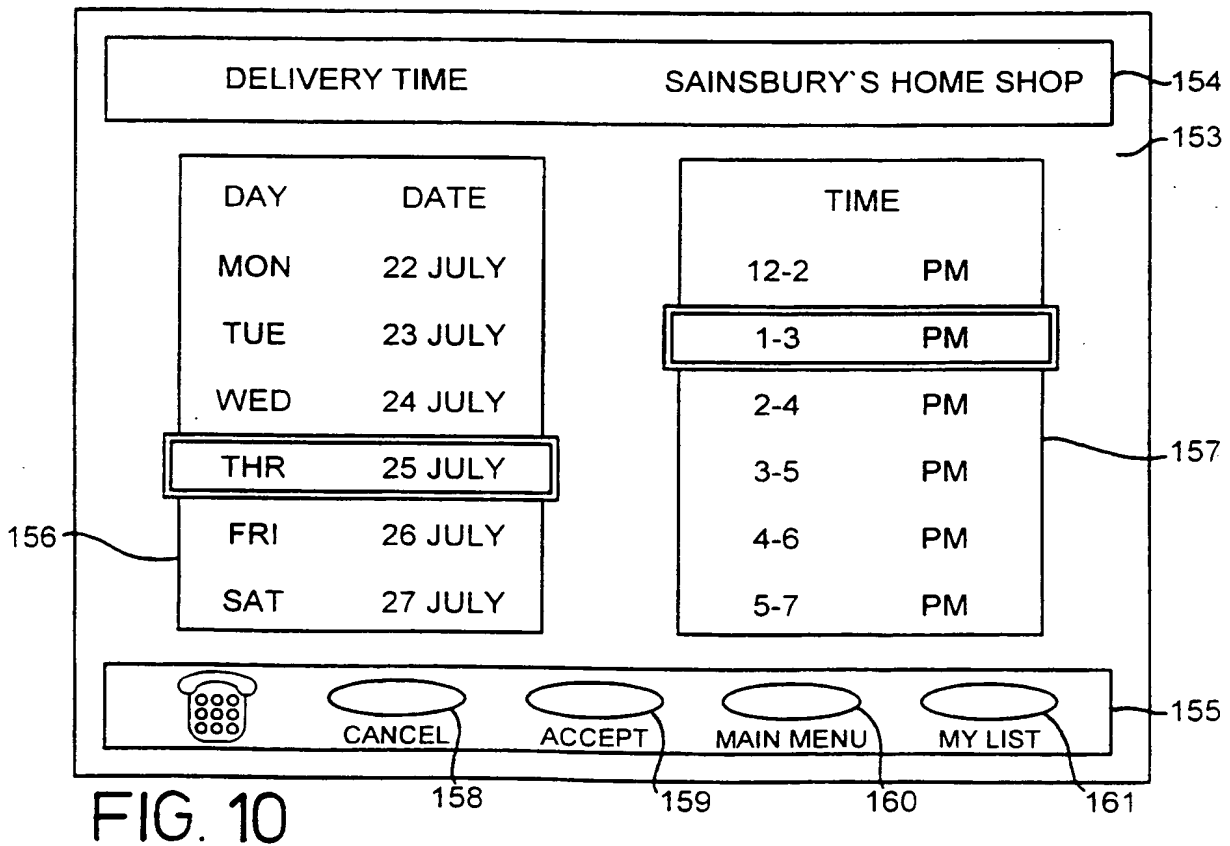 DELIVERY TIME SAINSBURY`S HOME SHOP
154
153
DAY DATE
MON 22 JULY
TUE 23 JULY
WED 24 JULY
THR 25 JULY
FRI 26 JULY
SAT 27 JULY
156
TIME
12-2 PM
1-3 PM
2-4 PM
3-5 PM
4-6 PM
5-7 PM
157
CANCEL ACCEPT MAIN MENU MY LIST
155
158 159 160 161
FIG. 10